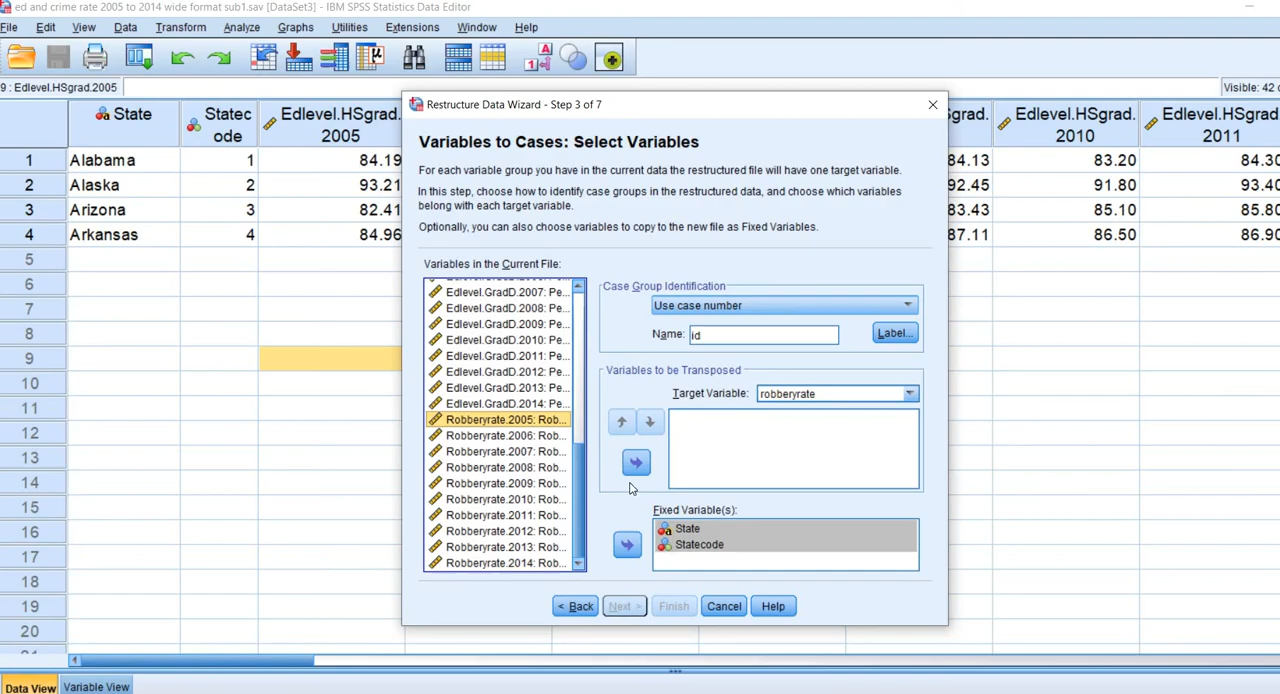 ed and crime rate 2005 to 2014 wide format sub1.sav [DataSet3] - IBM SPSS Statistics Data Editor
File Edit View Data Transform Analyze Graphs Utilities Extensions Window Help
9 : Edlevel.HSgrad.2005
Visible: 42
State
Statec
ode
Edlevel.HSgrad.
2005
grad.
Edlevel.HSgrad.
2010
Edlevel.HSgrad.
2011
1 Alabama 1 84.19 84.13 83.20 84.30
2 Alaska 2 93.21 92.45 91.80 93.40
3 Arizona 3 82.41 83.43 85.10 85.80
4 Arkansas 4 84.96 87.11 86.50 86.90
5
6
7
8
9
10
11
12
13
14
15
16
17
18
19
20
Data View Variable View
Restructure Data Wizard - Step 3 of 7
Variables to Cases: Select Variables
For each variable group you have in the current data the restructured file will have one target variable.
In this step, choose how to identify case groups in the restructured data, and choose which variables
belong with each target variable.
Optionally, you can also choose variables to copy to the new file as Fixed Variables.
Variables in the Current File:
Edlevel.GradD.2007: Pe...
Edlevel.GradD.2008: Pe...
Edlevel.GradD.2009: Pe...
Edlevel.GradD.2010: Pe...
Edlevel.GradD.2011: Pe...
Edlevel.GradD.2012: Pe...
Edlevel.GradD.2013: Pe...
Edlevel.GradD.2014: Pe...
Robberyrate.2005: Rob...
Robberyrate.2006: Rob...
Robberyrate.2007: Rob...
Robberyrate.2008: Rob...
Robberyrate.2009: Rob...
Robberyrate.2010: Rob...
Robberyrate.2011: Rob...
Robberyrate.2012: Rob...
Robberyrate.2013: Rob...
Robberyrate.2014: Rob...
Case Group Identification
Use case number
Name: id
Label...
Variables to be Transposed
Target Variable: robberyrate
Fixed Variable(s):
State
Statecode
< Back Next > Finish Cancel Help